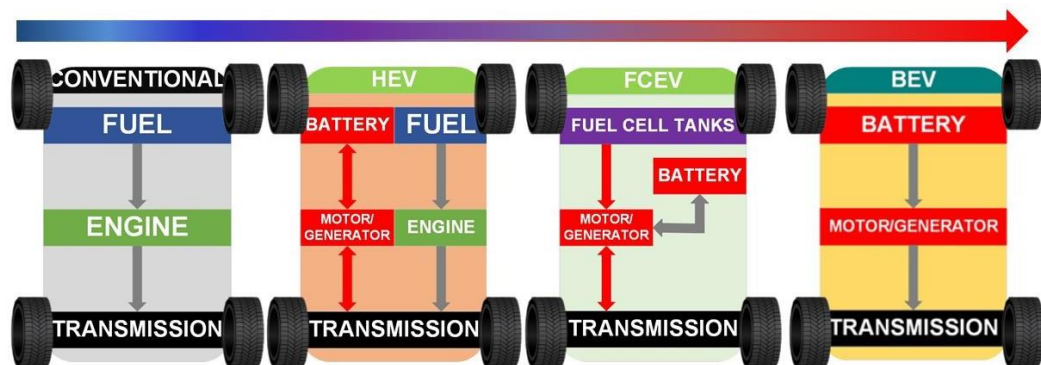 CONVENTIONAL
FUEL
ENGINE
TRANSMISSION
HEV
BATTERY
FUEL
MOTOR/
GENERATOR
ENGINE
TRANSMISSION
FCEV
FUEL CELL TANKS
BATTERY
MOTOR/
GENERATOR
TRANSMISSION
BEV
BATTERY
MOTOR/GENERATOR
TRANSMISSION